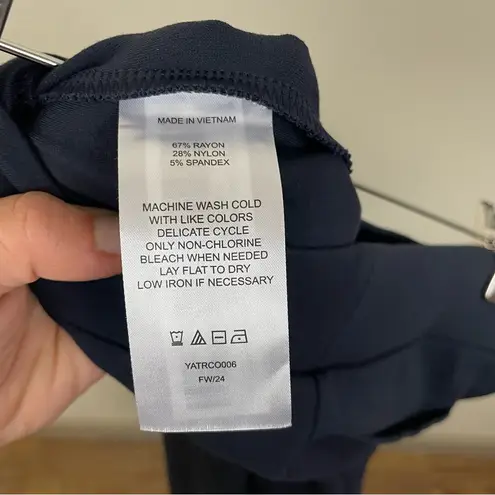 MADE IN VIETNAM
67% RAYON
28% NYLON
5% SPANDEX
MACHINE WASH COLD
WITH LIKE COLORS
DELICATE CYCLE
ONLY NON-CHLORINE
BLEACH WHEN NEEDED
LAY FLAT TO DRY
LOW IRON IF NECESSARY
YATRCO006
FW/24